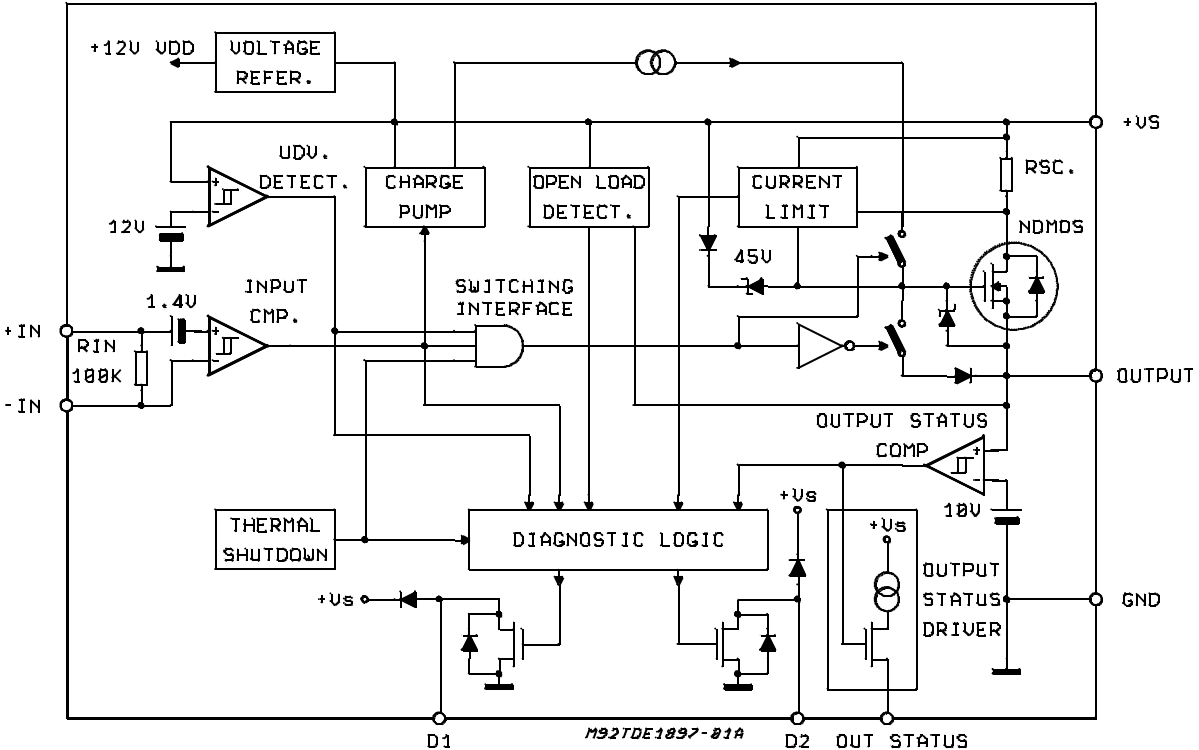 +12V VDD
VOLTAGE
REFER.
+VS
UDV.
DETECT.
CHARGE
PUMP
OPEN LOAD
DETECT.
CURRENT
LIMIT
RSC.
NDMOS
12V
45V
1.4V
INPUT
CMP.
SWITCHING
INTERFACE
+IN
RIN
100K
-IN
OUTPUT
OUTPUT STATUS
COMP
10V
+Vs
+Vs
THERMAL
SHUTDOWN
DIAGNOSTIC LOGIC
OUTPUT
STATUS
DRIVER
+Vs
GND
M92TDE1897-01A
D1
D2
OUT STATUS